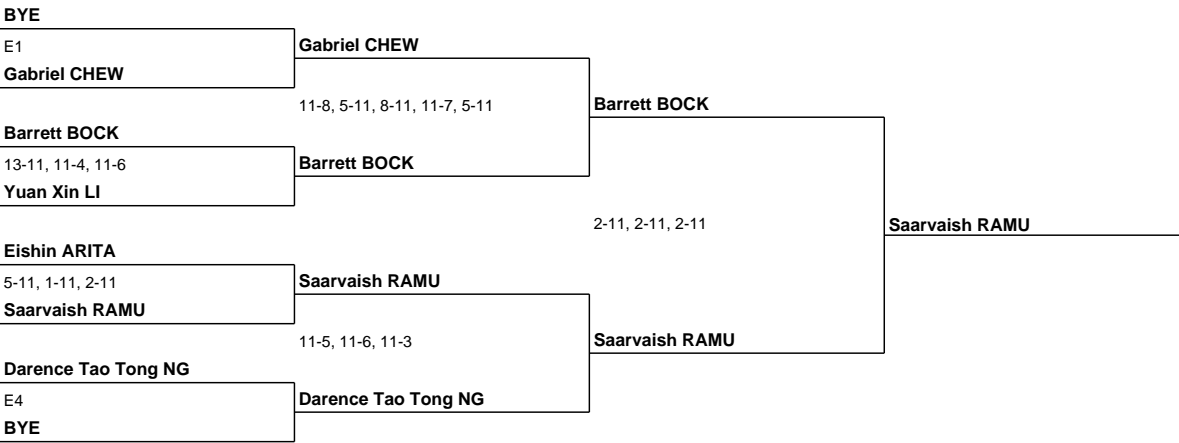 BYE
E1
Gabriel CHEW
Gabriel CHEW
11-8, 5-11, 8-11, 11-7, 5-11
Barrett BOCK
Barrett BOCK
13-11, 11-4, 11-6
Barrett BOCK
Yuan Xin LI
2-11, 2-11, 2-11
Saarvaish RAMU
Eishin ARITA
5-11, 1-11, 2-11
Saarvaish RAMU
Saarvaish RAMU
11-5, 11-6, 11-3
Saarvaish RAMU
Darence Tao Tong NG
E4
Darence Tao Tong NG
BYE